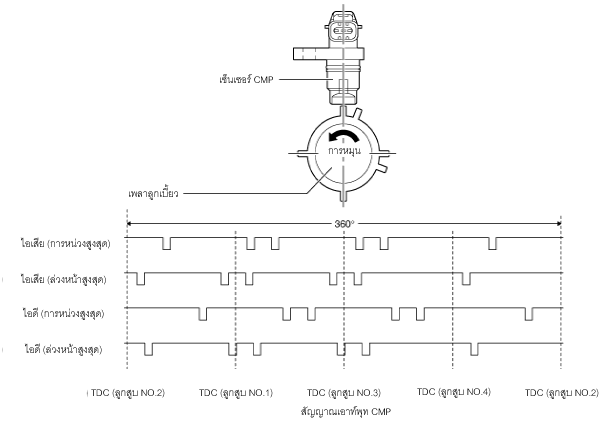 เซ็นเซอร์ CMP
การหมุน
เพลาลูกเบี้ยว
360°
ไอเสีย (การหน่วงสูงสุด)
ไอเสีย (ล่วงหน้าสูงสุด)
ไอดี (การหน่วงสูงสุด)
ไอดี (ล่วงหน้าสูงสุด)
TDC (ลูกสูบ NO.2) TDC (ลูกสูบ NO.1) TDC (ลูกสูบ NO.3) TDC (ลูกสูบ NO.4) TDC (ลูกสูบ NO.2)
สัญญาณเอาท์พุท CMP